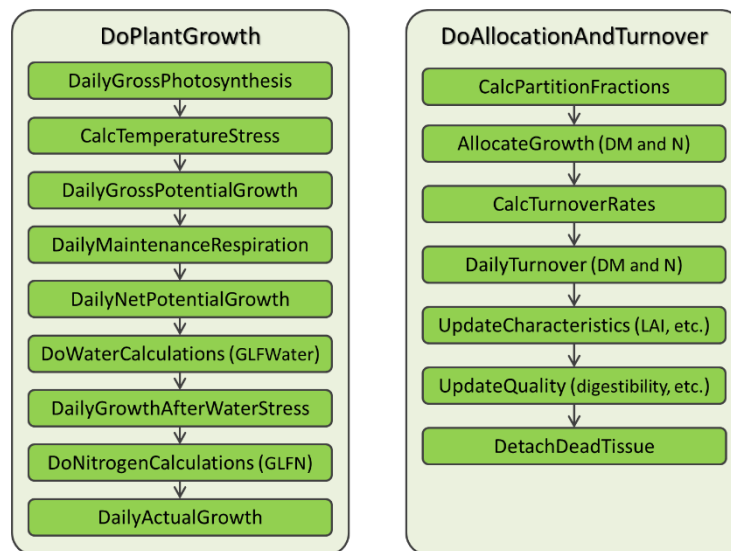 DoPlantGrowth
DailyGrossPhotosynthesis
CalcTemperatureStress
DailyGrossPotentialGrowth
DailyMaintenanceRespiration
DailyNetPotentialGrowth
DoWaterCalculations (GLFWater)
DailyGrowthAfterWaterStress
DoNitrogenCalculations (GLFN)
DailyActualGrowth
DoAllocationAndTurnover
CalcPartitionFractions
AllocateGrowth (DM and N)
CalcTurnoverRates
DailyTurnover (DM and N)
UpdateCharacteristics (LAI, etc.)
UpdateQuality (digestibility, etc.)
DetachDeadTissue